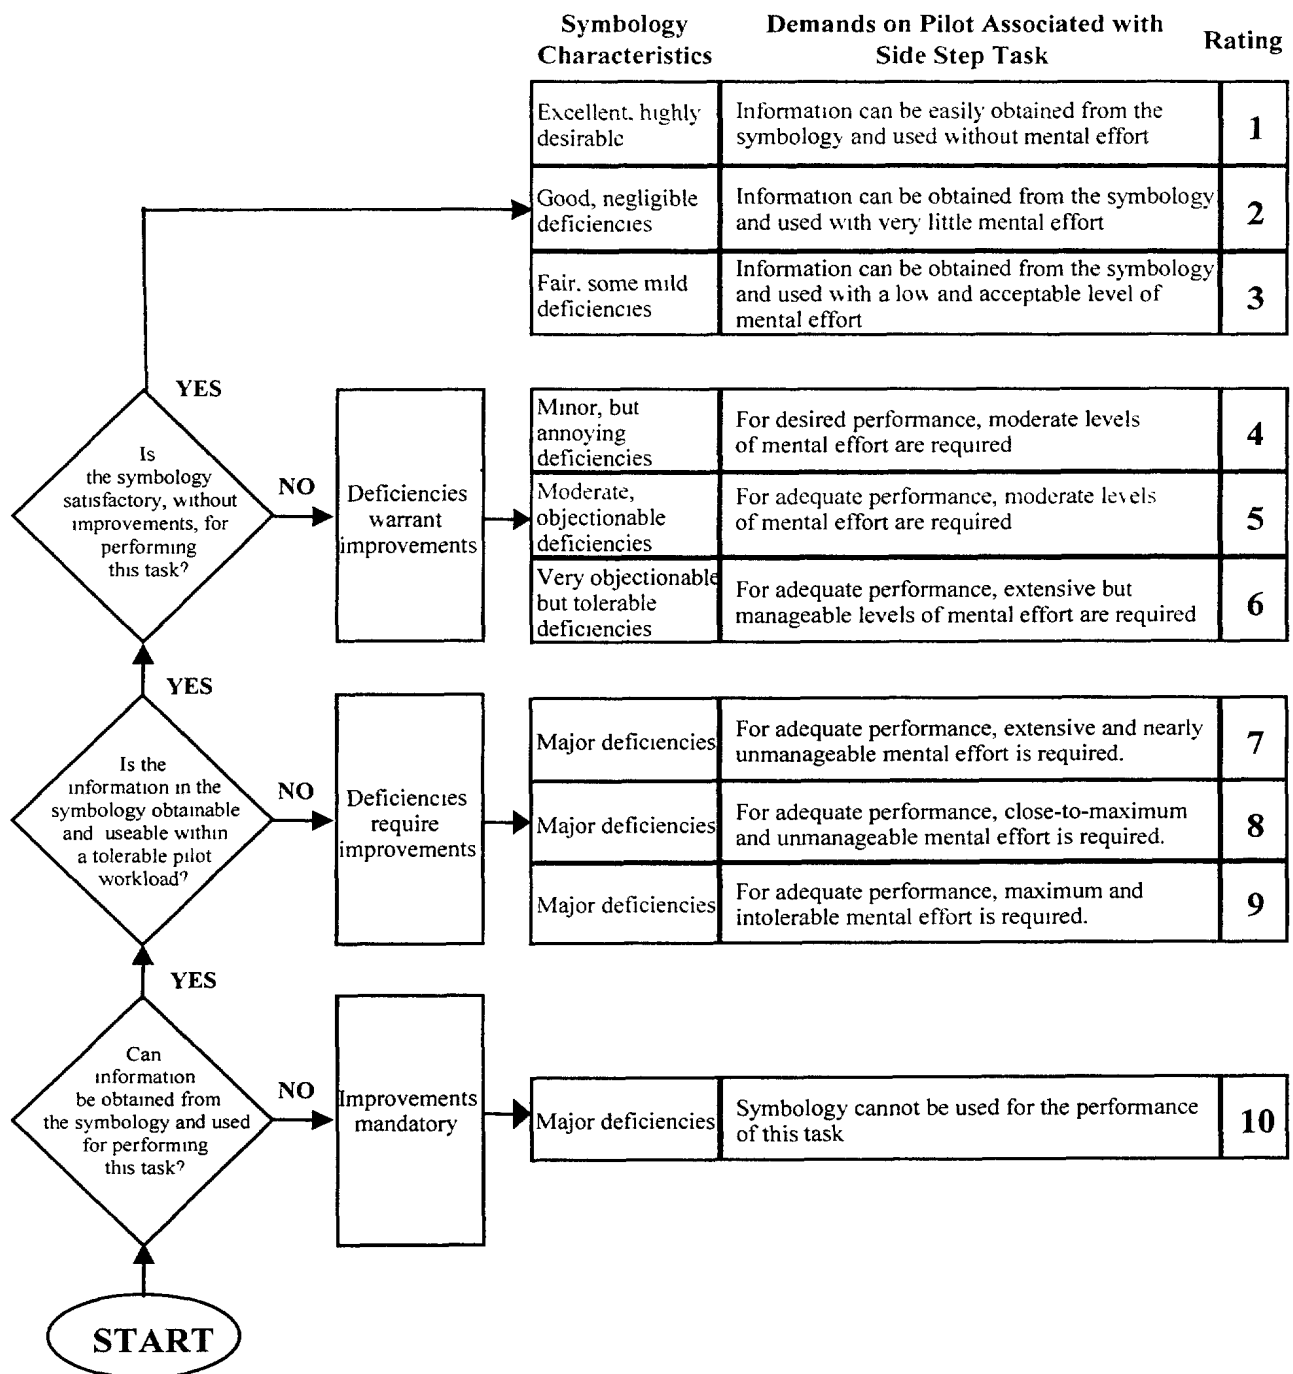 Symbology
Characteristics
Demands on Pilot Associated with
Side Step Task
Rating
Excellent, highly
desirable
Information can be easily obtained from the
symbology and used without mental effort
1
Good, negligible
deficiencies
Information can be obtained from the symbology
and used with very little mental effort
2
Fair, some mild
deficiencies
Information can be obtained from the symbology
and used with a low and acceptable level of
mental effort
3
YES
Is
the symbology
satisfactory, without
improvements, for
performing
this task?
NO
Deficiencies
warrant
improvements
Minor, but
annoying
deficiencies
For desired performance, moderate levels
of mental effort are required
4
Moderate,
objectionable
deficiencies
For adequate performance, moderate levels
of mental effort are required
5
Very objectionable
but tolerable
deficiencies
For adequate performance, extensive but
manageable levels of mental effort are required
6
YES
Is the
information in the
symbology obtainable
and useable within
a tolerable pilot
workload?
NO
Deficiencies
require
improvements
Major deficiencies
For adequate performance, extensive and nearly
unmanageable mental effort is required.
7
Major deficiencies
For adequate performance, close-to-maximum
and unmanageable mental effort is required.
8
Major deficiencies
For adequate performance, maximum and
intolerable mental effort is required.
9
YES
Can
information
be obtained from
the symbology and used
for performing
this task?
NO
Improvements
mandatory
Major deficiencies
Symbology cannot be used for the performance
of this task
10
START